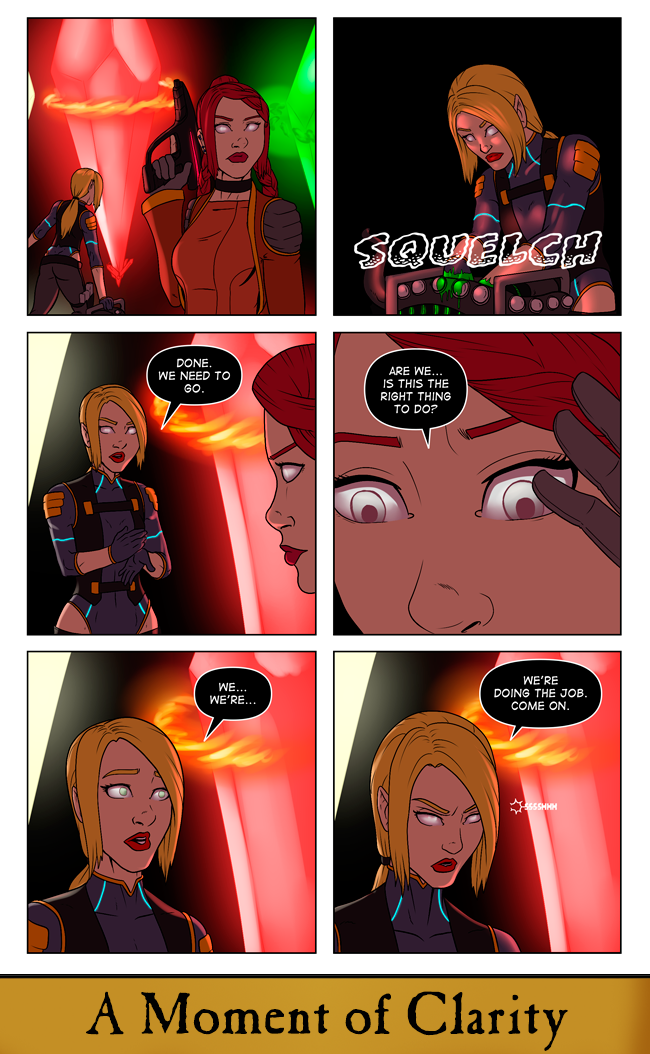 SQUELCH
DONE.
WE NEED TO
GO.
ARE WE...
IS THIS THE
RIGHT THING
TO DO?
WE...
WE'RE...
WE'RE
DOING THE JOB.
COME ON.
SSSSHHH
A Moment of Clarity